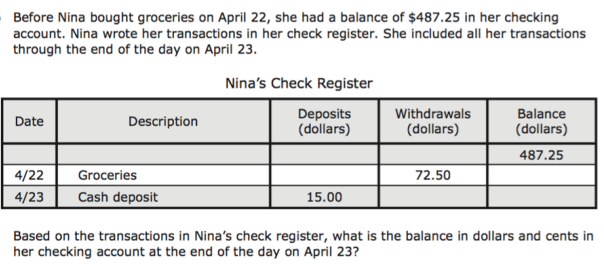 Before Nina bought groceries on April 22, she had a balance of $487.25 in her checking
account. Nina wrote her transactions in her check register. She included all her transactions
through the end of the day on April 23.
Nina's Check Register
Date Description Deposits (dollars) Withdrawals (dollars) Balance (dollars)
487.25
4/22 Groceries 72.50
4/23 Cash deposit 15.00
Based on the transactions in Nina's check register, what is the balance in dollars and cents in
her checking account at the end of the day on April 23?